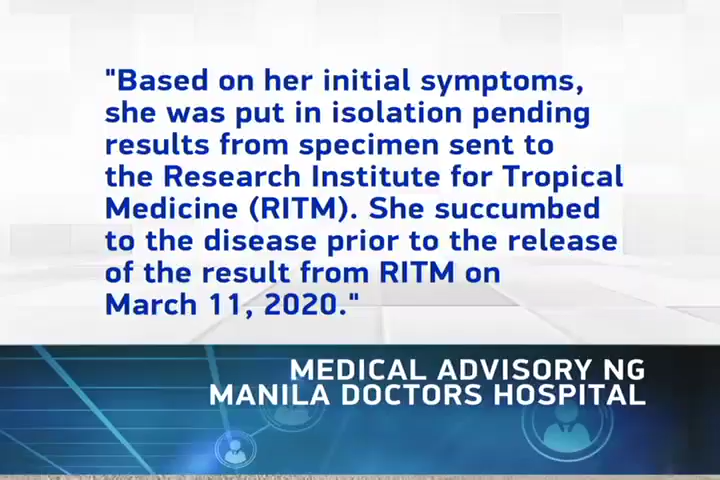 "Based on her initial symptoms,
she was put in isolation pending
results from specimen sent to
the Research Institute for Tropical
Medicine (RITM). She succumbed
to the disease prior to the release
of the result from RITM on
March 11, 2020."
MEDICAL ADVISORY NG
MANILA DOCTORS HOSPITAL